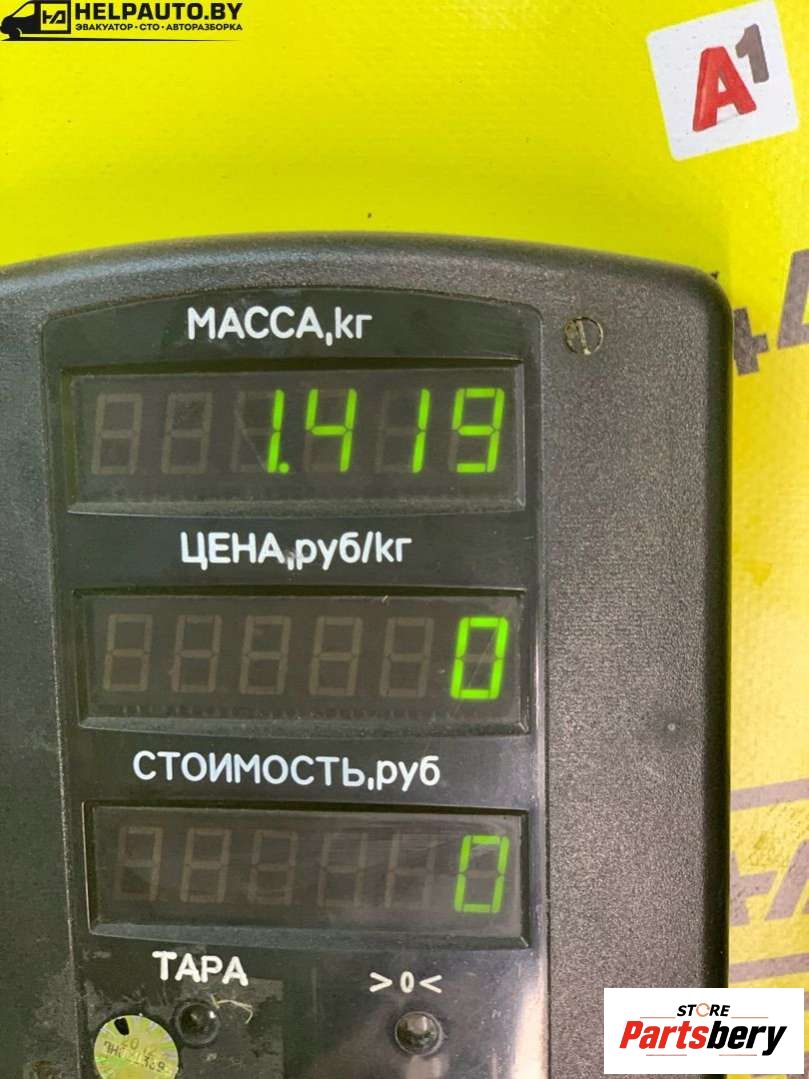 HELPAUTO.BY
ЭВАКУАТОР•СТО•АВТОРАЗБОРКА
A1
МАССА,кг
1.419
ЦЕНА,руб/кг
0
СТОИМОСТЬ,руб
0
ТАРА
>0<
STORE
Partsbery